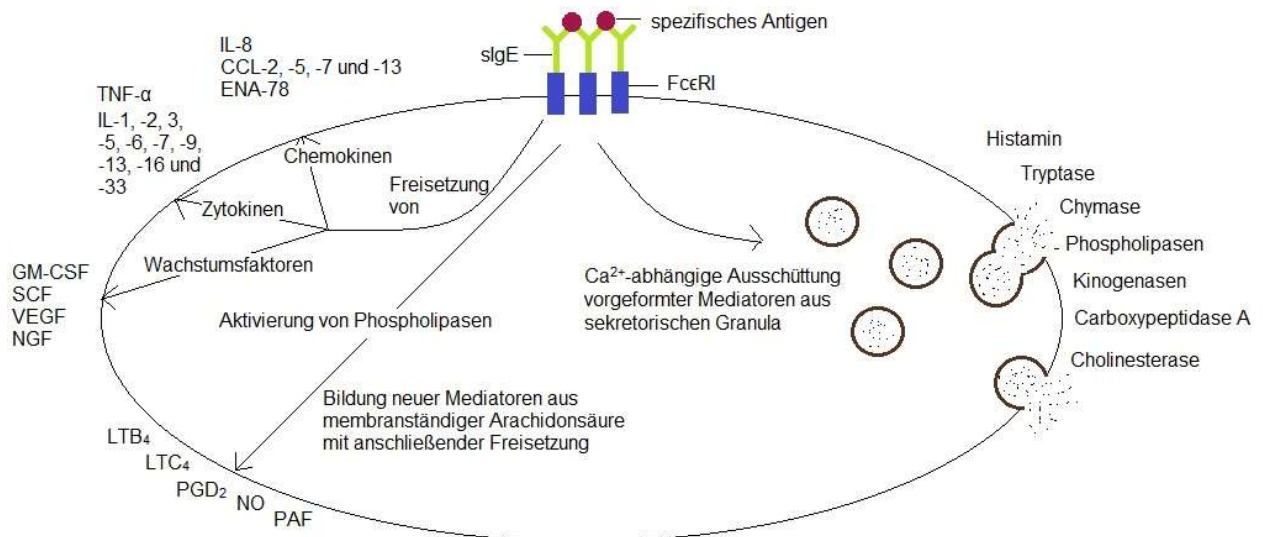 spezifisches Antigen
sIgE
FcϵRI
IL-8
CCL-2, -5, -7 und -13
ENA-78
TNF-α
IL-1, -2, 3,
-5, -6, -7, -9,
-13, -16 und
-33
Chemokinen
Zytokinen
Wachstumsfaktoren
Freisetzung
von
GM-CSF
SCF
VEGF
NGF
Aktivierung von Phospholipasen
Bildung neuer Mediatoren aus
membranständiger Arachidonsäure
mit anschließender Freisetzung
LTB₄
LTC₄
PGD₂
NO
PAF
Ca²⁺-abhängige Ausschüttung
vorgeformter Mediatoren aus
sekretorischen Granula
Histamin
Tryptase
Chymase
Phospholipasen
Kinogenasen
Carboxypeptidase A
Cholinesterase